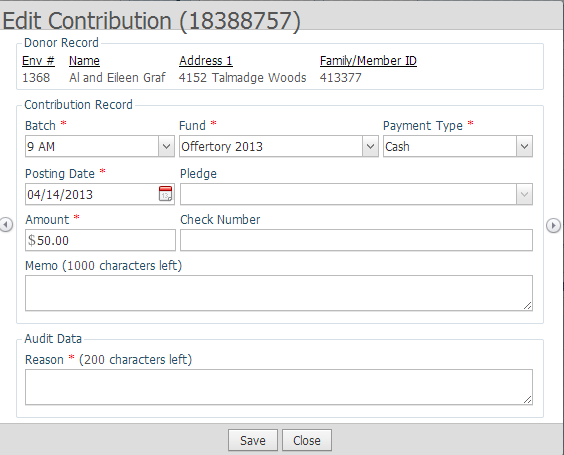 Edit Contribution (18388757)
Donor Record
Env # Name Address 1 Family/Member ID
1368 Al and Eileen Graf 4152 Talmadge Woods 413377
Contribution Record
Batch * Fund * Payment Type *
9 AM Offertory 2013 Cash
Posting Date * Pledge
04/14/2013
Amount * Check Number
$50.00
Memo (1000 characters left)
Audit Data
Reason * (200 characters left)
Save Close